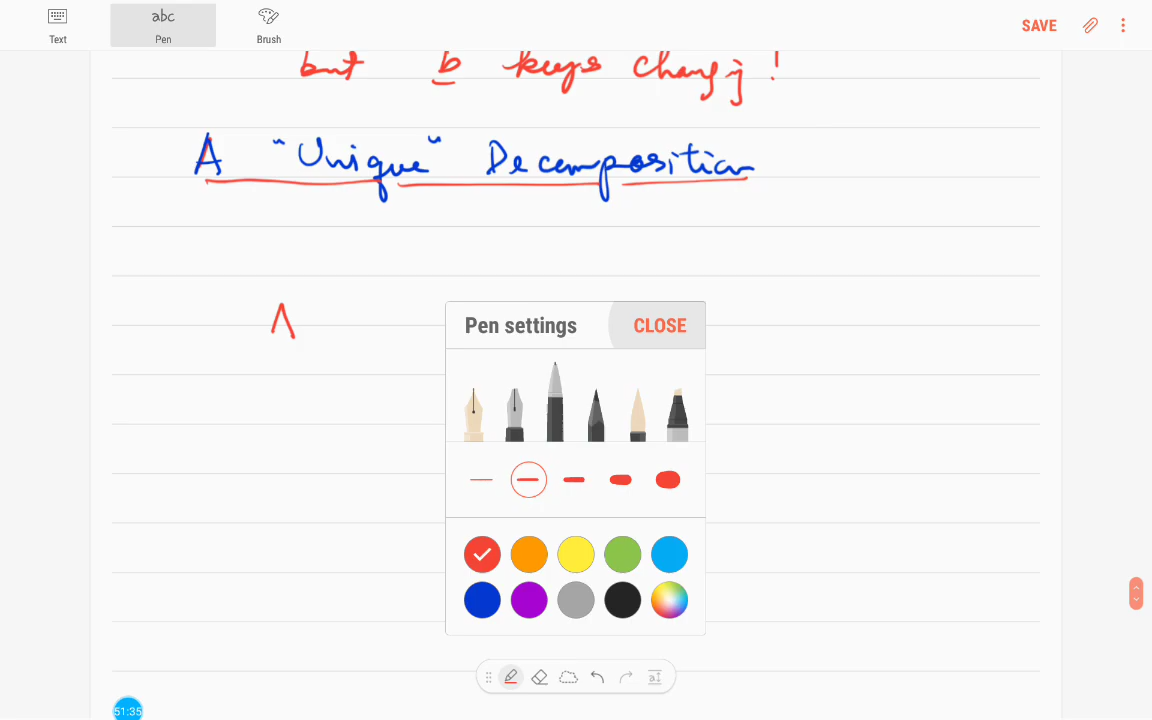 Text
abc
Pen
Brush
SAVE
but b keeps changing !
A "Unique" Decomposition
Pen settings
CLOSE
51:35